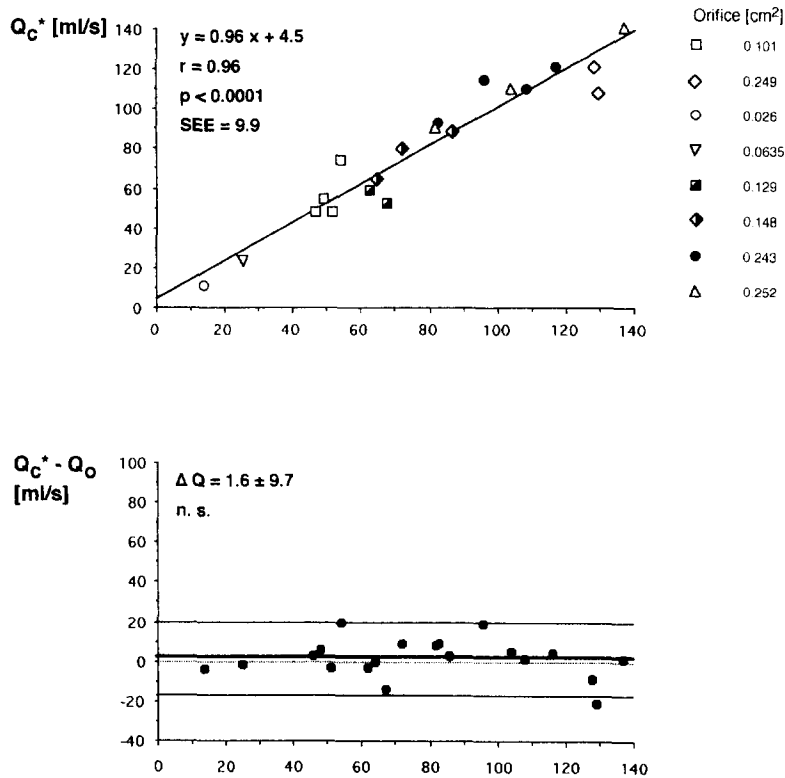 Qc* [ml/s]
y = 0.96 x + 4.5
r = 0.96
p < 0.0001
SEE = 9.9
140
120
100
80
60
40
20
0
0 20 40 60 80 100 120 140
Orifice [cm²]
0.101
0.249
0.026
0.0635
0.129
0.148
0.243
0.252
Qc* - Qo
[ml/s]
Δ Q = 1.6 ± 9.7
n. s.
100
80
60
40
20
0
-20
-40
0 20 40 60 80 100 120 140